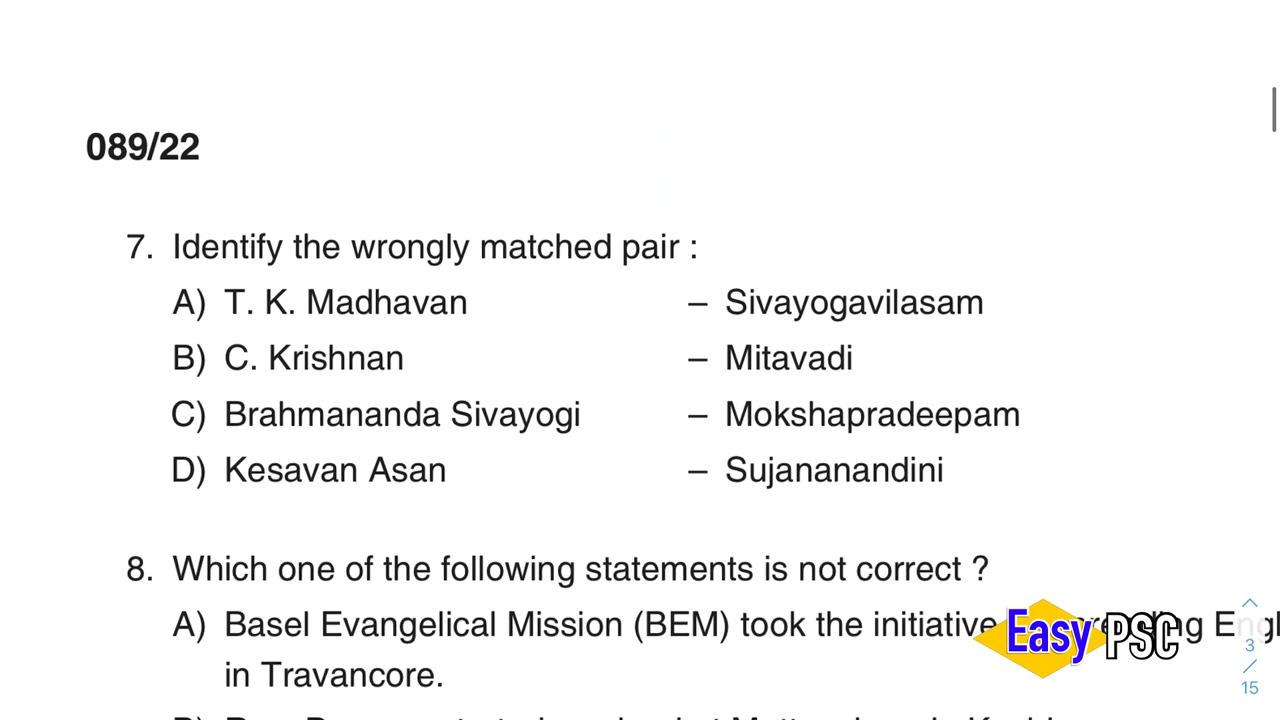 089/22
7. Identify the wrongly matched pair :
A) T. K. Madhavan – Sivayogavilasam
B) C. Krishnan – Mitavadi
C) Brahmananda Sivayogi – Mokshapradeepam
D) Kesavan Asan – Sujananandini
8. Which one of the following statements is not correct ?
A) Basel Evangelical Mission (BEM) took the initiative
in Travancore.
Easy PSC
3
/
15